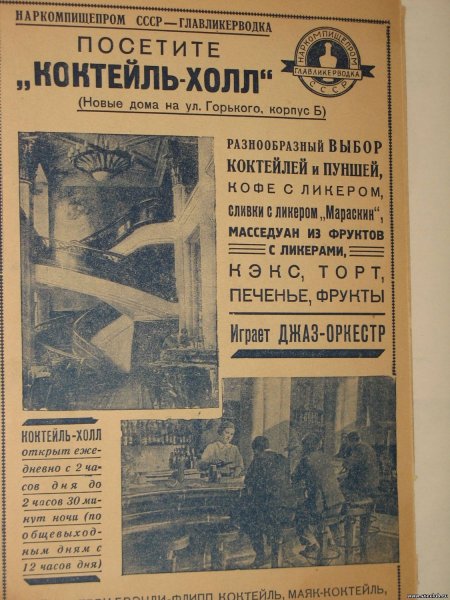 НАРКОМПИЩЕПРОМ СССР—ГЛАВЛИКЕРВОДКА
ПОСЕТИТЕ
„КОКТЕЙЛЬ-ХОЛЛ“
(Новые дома на ул. Горького, корпус Б)
НАРКОМПИЩЕПРОМ
ГЛАВЛИКЕРВОДКА
СССР
РАЗНООБРАЗНЫЙ ВЫБОР
КОКТЕЙЛЕЙ и ПУНШЕЙ,
КОФЕ С ЛИКЕРОМ,
СЛИВКИ С ЛИКЕРОМ „Мараскин“,
МАССЕДУАН ИЗ ФРУКТОВ
С ЛИКЕРАМИ,
КЭКС, ТОРТ,
ПЕЧЕНЬЕ, ФРУКТЫ
Играет ДЖАЗ-ОРКЕСТР
КОКТЕЙЛЬ-ХОЛЛ
открыт еже-
дневно с 2 ча-
сов дня до
2 часов 30 ми-
нут ночи (по
общевыход-
ным дням с
12 часов дня)
БРЭНДИ-ФЛИПП, КОКТЕЙЛЬ, МАЯК-КОКТЕЙЛЬ,